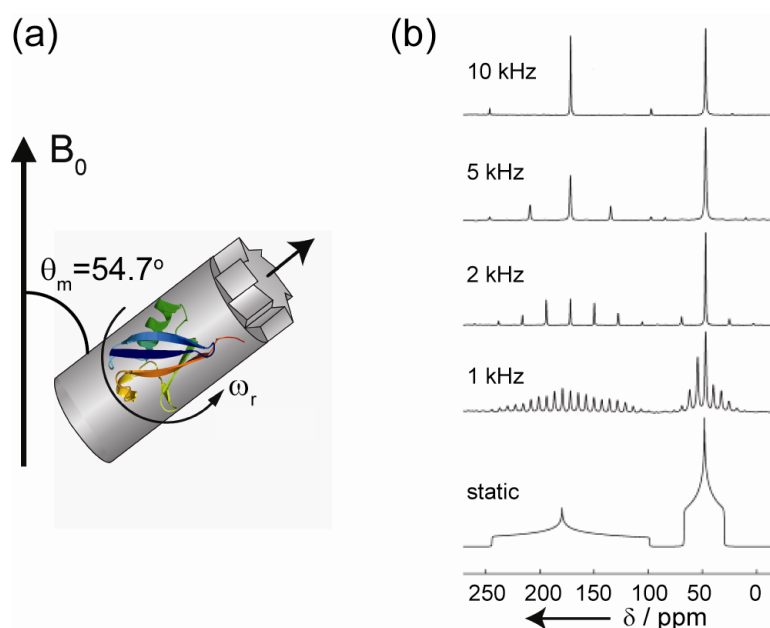 (a)
B₀
θₘ=54.7°
ωᵣ
(b)
10 kHz
5 kHz
2 kHz
1 kHz
static
250 200 150 100 50 0
δ / ppm